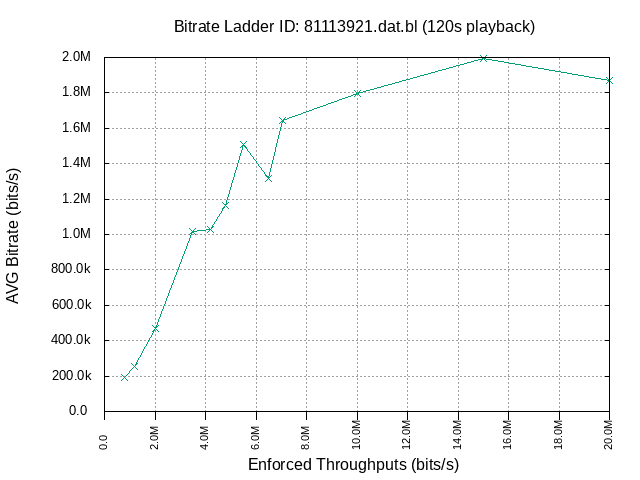 Bitrate Ladder ID: 81113921.dat.bl (120s playback)
2.0M
1.8M
1.6M
1.4M
1.2M
1.0M
800.0k
600.0k
400.0k
200.0k
0.0
AVG Bitrate (bits/s)
0.0
2.0M
4.0M
6.0M
8.0M
10.0M
12.0M
14.0M
16.0M
18.0M
20.0M
Enforced Throughputs (bits/s)